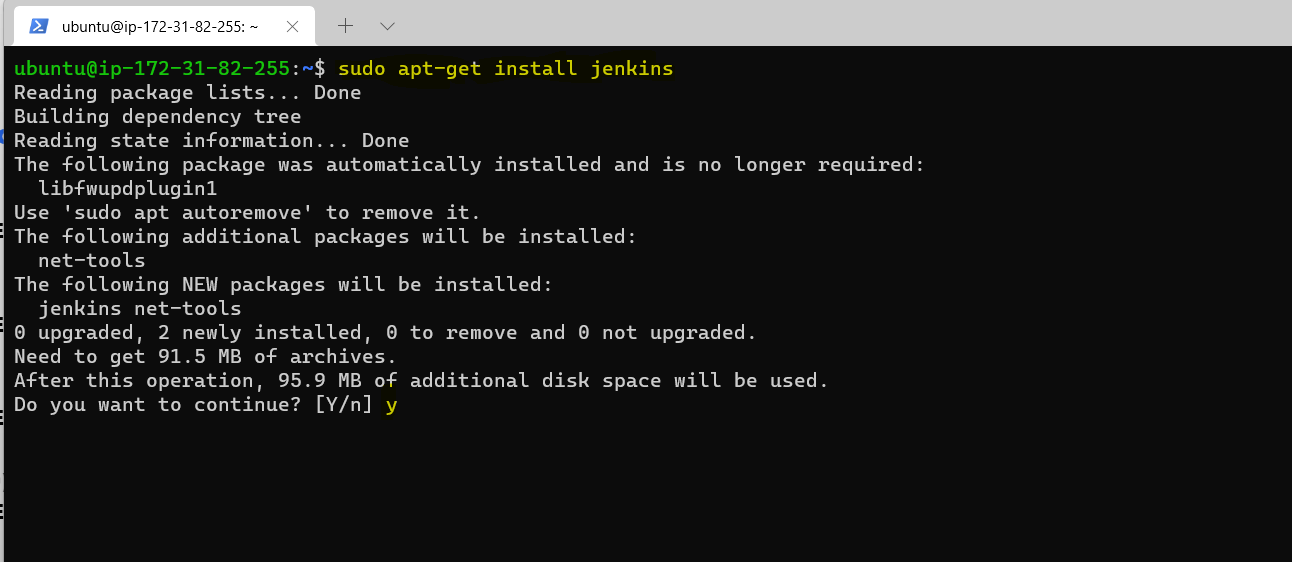 ubuntu@ip-172-31-82-255: ~
ubuntu@ip-172-31-82-255:~$ sudo apt-get install jenkins
Reading package lists... Done
Building dependency tree
Reading state information... Done
The following package was automatically installed and is no longer required:
  libfwupdplugin1
Use 'sudo apt autoremove' to remove it.
The following additional packages will be installed:
  net-tools
The following NEW packages will be installed:
  jenkins net-tools
0 upgraded, 2 newly installed, 0 to remove and 0 not upgraded.
Need to get 91.5 MB of archives.
After this operation, 95.9 MB of additional disk space will be used.
Do you want to continue? [Y/n] y